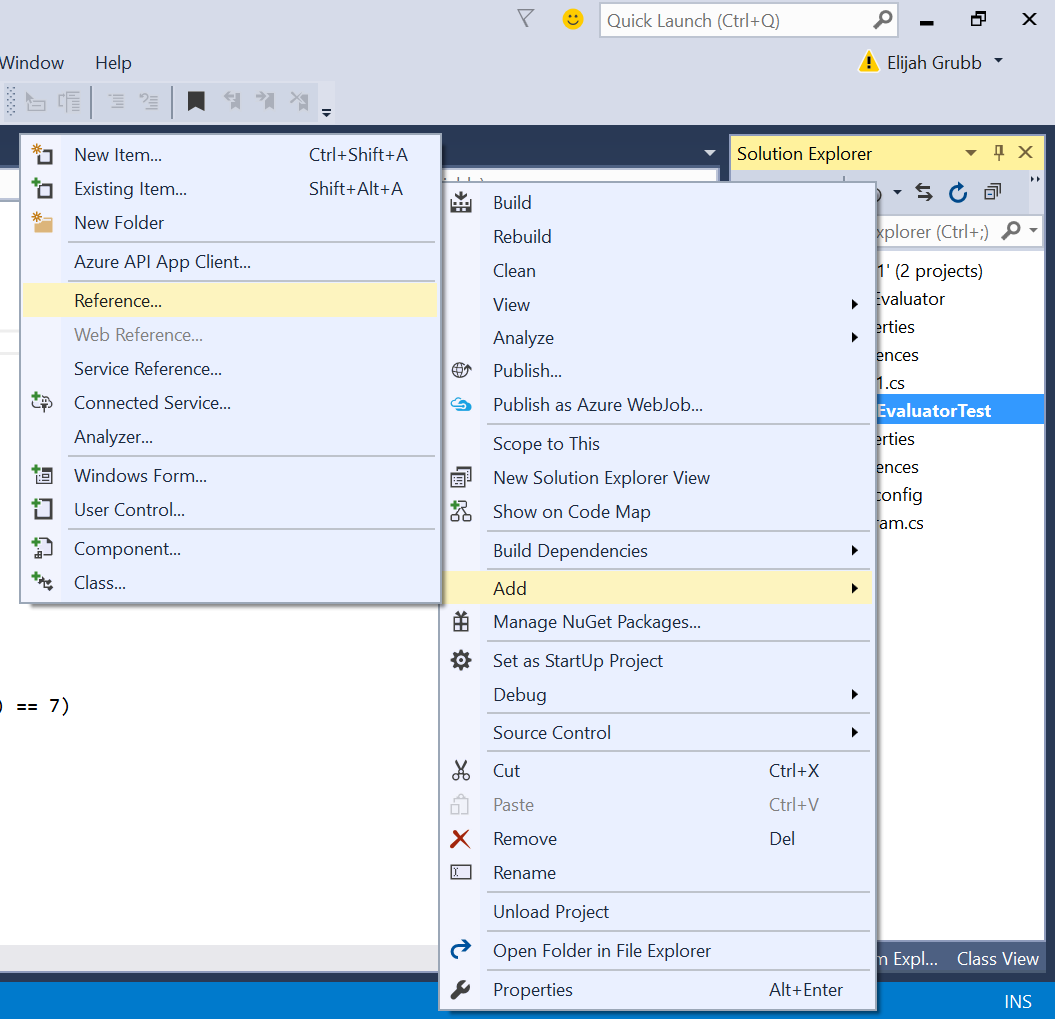 Quick Launch (Ctrl+Q)
Window Help
Elijah Grubb
New Item... Ctrl+Shift+A
Existing Item... Shift+Alt+A
New Folder
Azure API App Client...
Reference...
Web Reference...
Service Reference...
Connected Service...
Analyzer...
Windows Form...
User Control...
Component...
Class...
) == 7)
Build
Rebuild
Clean
View
Analyze
Publish...
Publish as Azure WebJob...
Scope to This
New Solution Explorer View
Show on Code Map
Build Dependencies
Add
Manage NuGet Packages...
Set as StartUp Project
Debug
Source Control
Cut Ctrl+X
Paste Ctrl+V
Remove Del
Rename
Unload Project
Open Folder in File Explorer
Properties Alt+Enter
Solution Explorer
xplorer (Ctrl+;)
1' (2 projects)
Evaluator
erties
ences
1.cs
EvaluatorTest
erties
ences
config
ram.cs
m Expl... Class View
INS